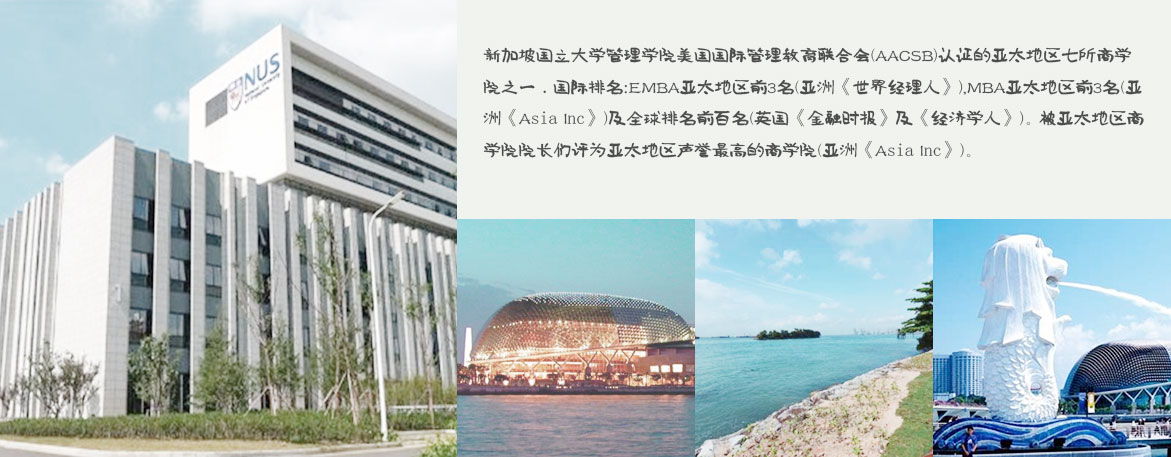 NUS
新加坡国立大学管理学院美国国际管理教育联合会(AACSB)认证的亚太地区七所商学
院之一．国际排名:EMBA亚太地区前3名(亚洲《世界经理人》),MBA亚太地区前3名(亚
洲《Asia Inc》)及全球排名前百名(英国《金融时报》及《经济学人》)。被亚太地区商
学院院长们评为亚太地区声誉最高的商学院(亚洲《Asia Inc》)。